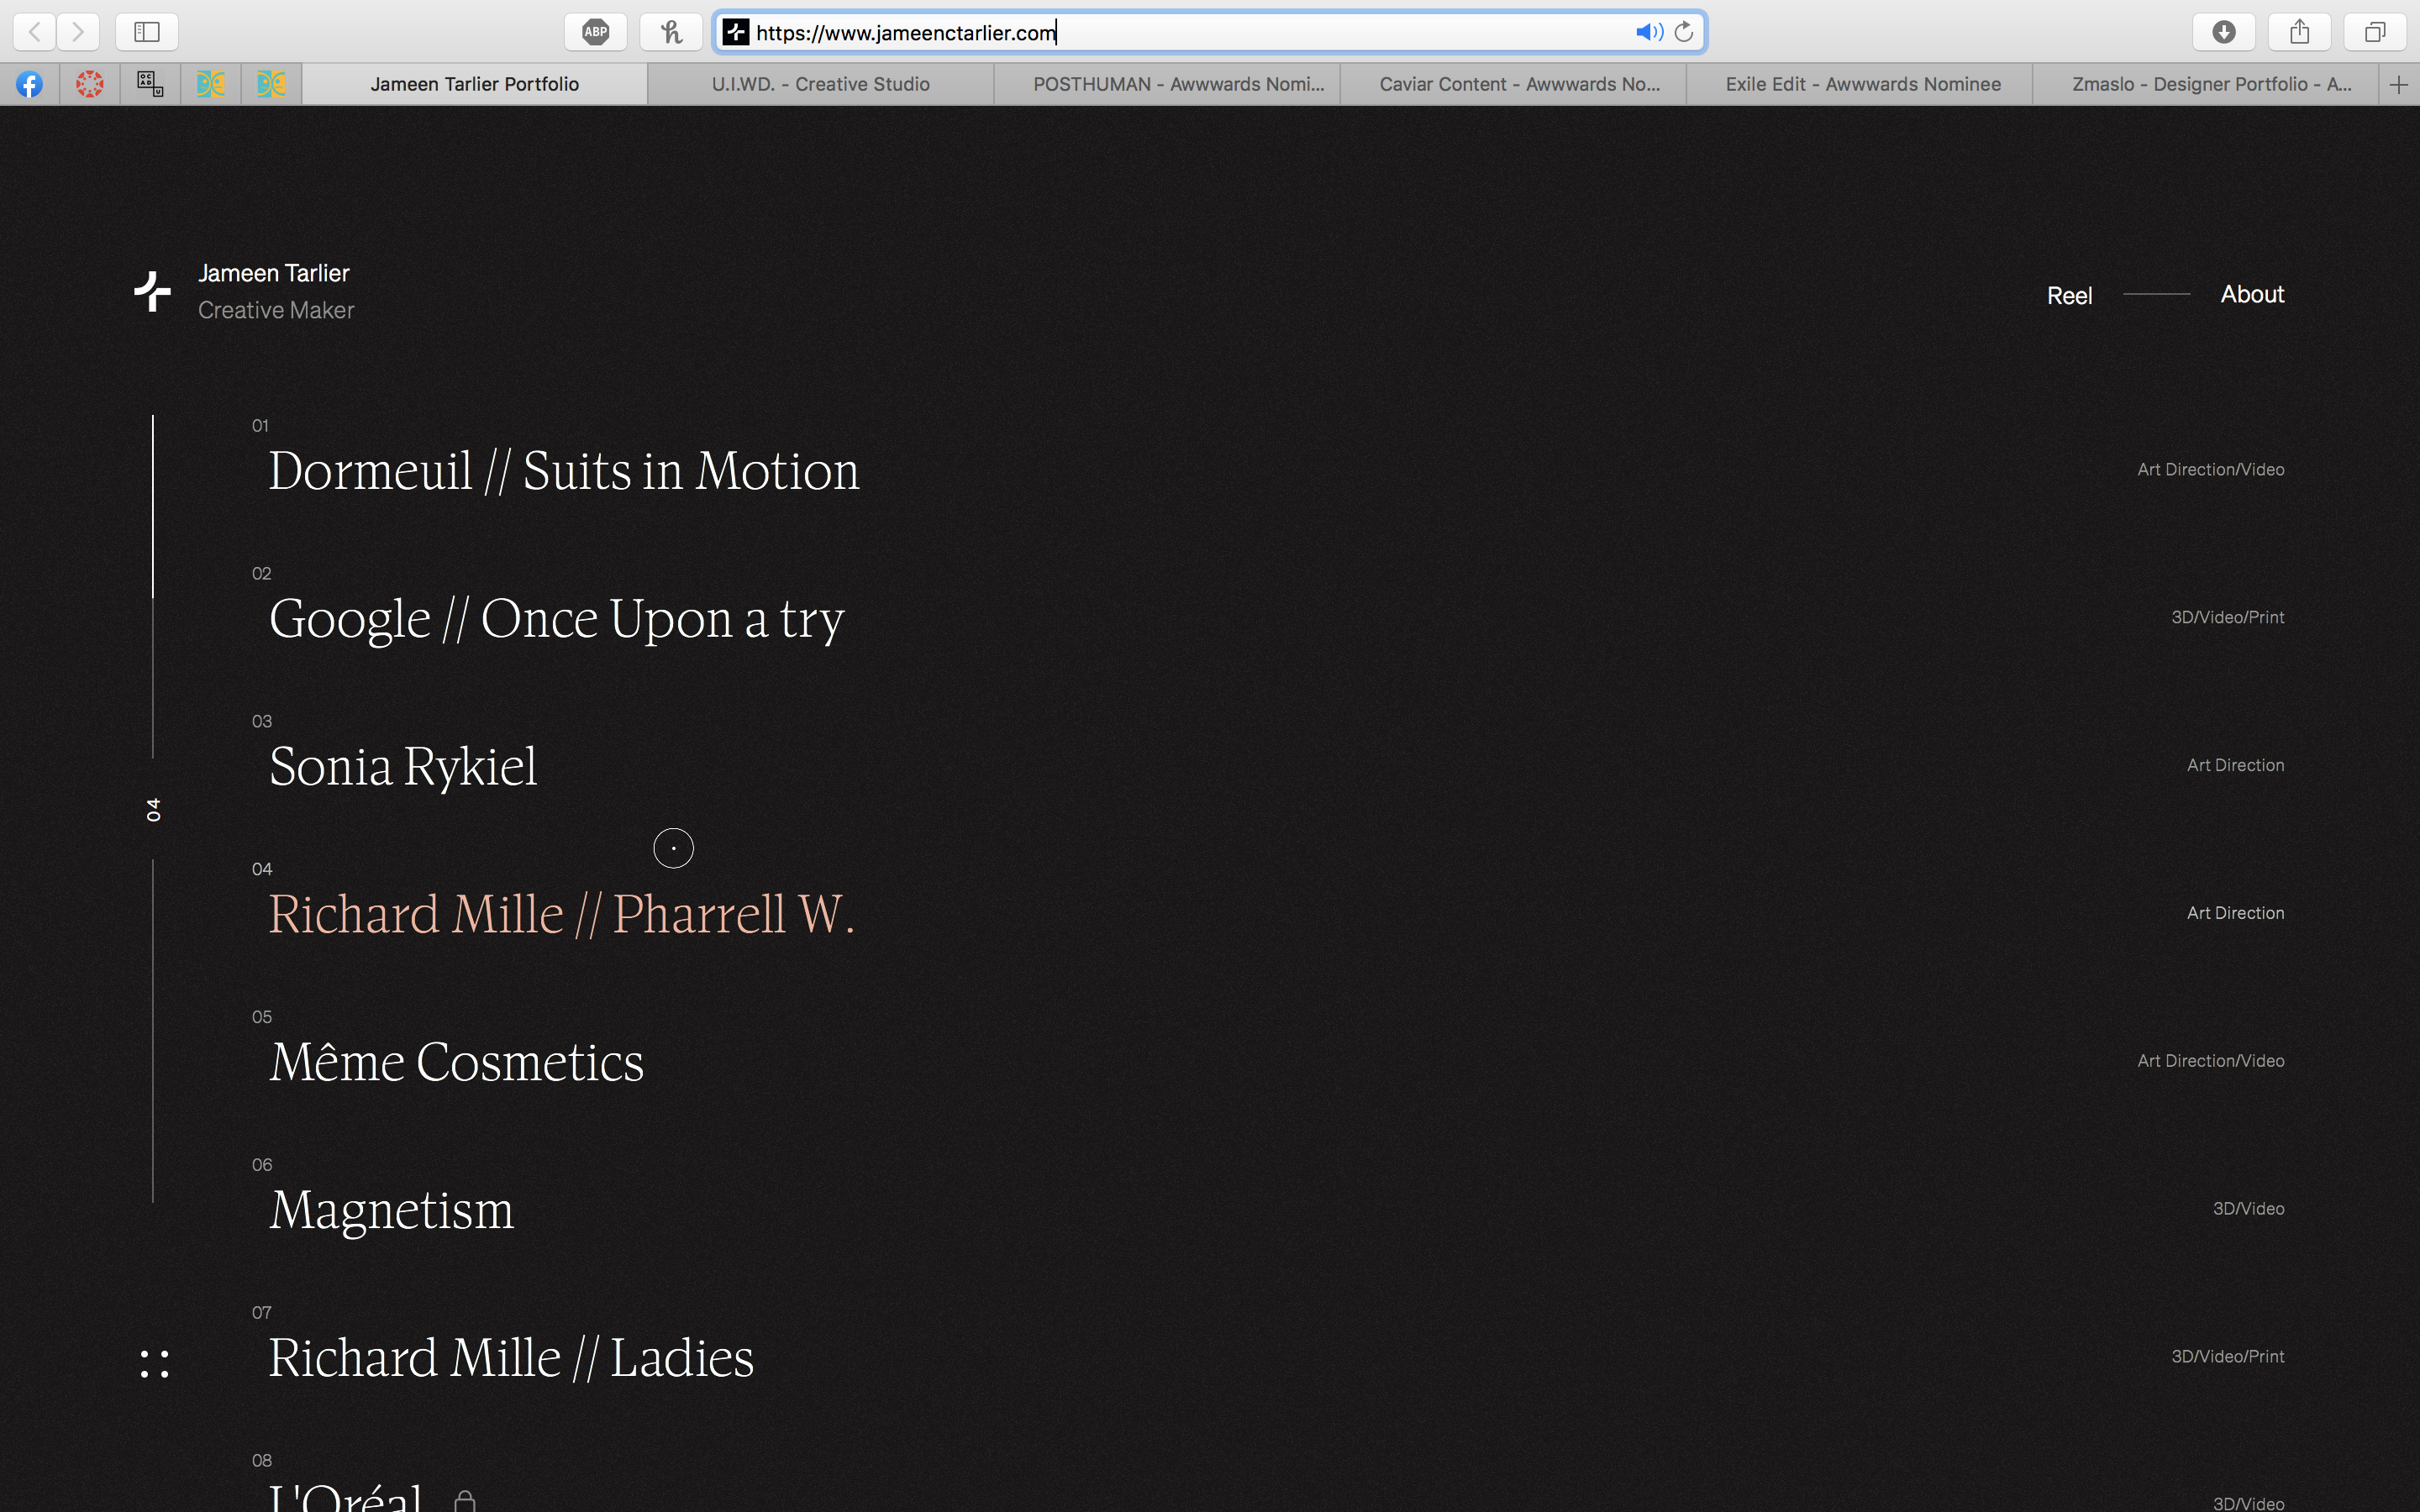 ABP
https://www.jameenctarlier.com
OC
AD
U
Jameen Tarlier Portfolio
U.I.WD. - Creative Studio
POSTHUMAN - Awwwards Nomi...
Caviar Content - Awwwards No...
Exile Edit - Awwwards Nominee
Zmaslo - Designer Portfolio - A...
Jameen Tarlier
Creative Maker
Reel
About
01
Dormeuil // Suits in Motion
Art Direction/Video
02
Google // Once Upon a try
3D/Video/Print
03
Sonia Rykiel
Art Direction
04
04
Richard Mille // Pharrell W.
Art Direction
05
Même Cosmetics
Art Direction/Video
06
Magnetism
3D/Video
07
Richard Mille // Ladies
3D/Video/Print
08
L'Oréal
3D/Video